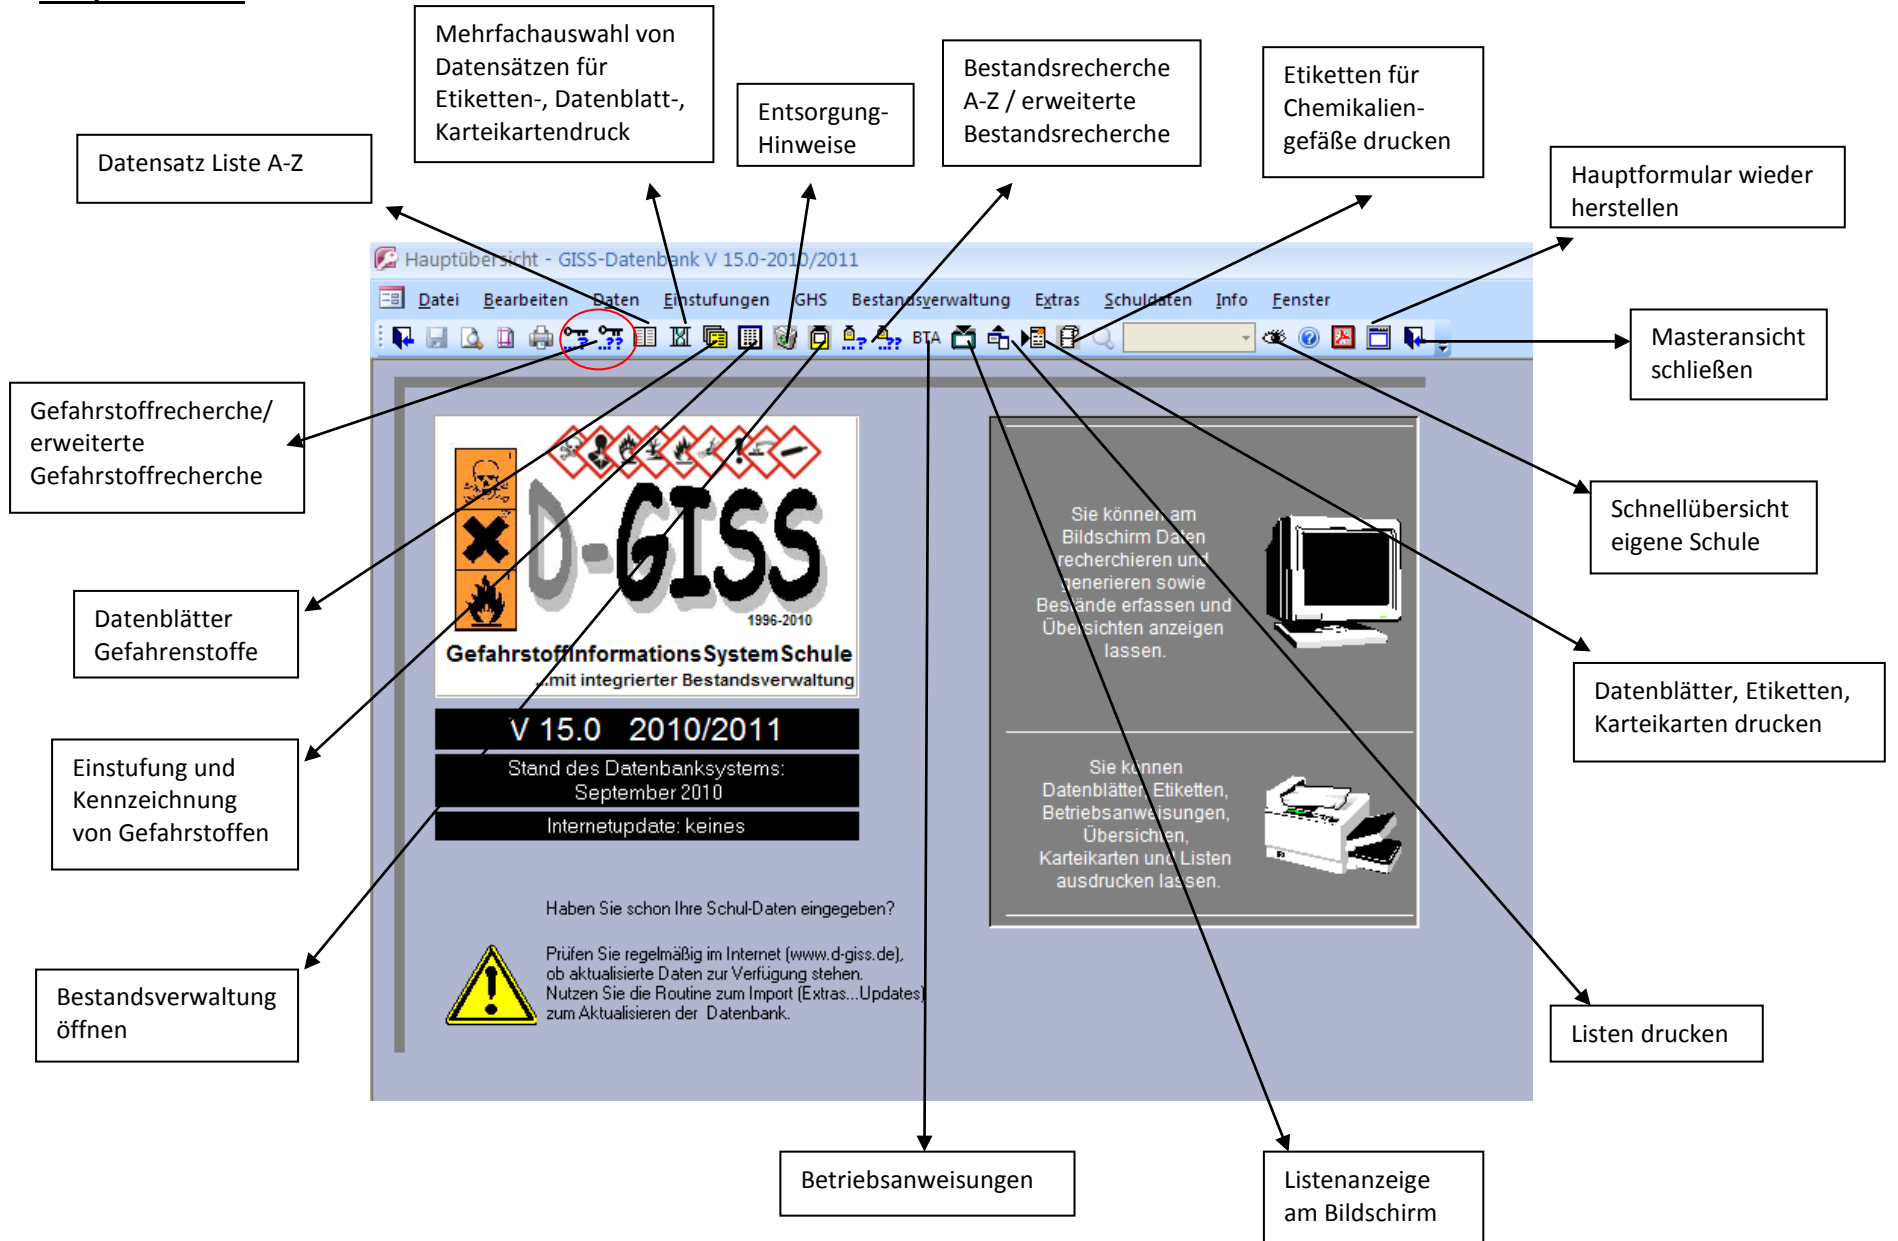 Mehrfachauswahl von
Datensätzen für
Etiketten-, Datenblatt-,
Karteikartendruck
Entsorgung-
Hinweise
Bestandsrecherche
A-Z / erweiterte
Bestandsrecherche
Etiketten für
Chemikalien-
gefäße drucken
Datensatz Liste A-Z
Hauptformular wieder
herstellen
Hauptübersicht - GISS-Datenbank V 15.0-2010/2011
Datei Bearbeiten Daten Einstufungen GHS Bestandsverwaltung Extras Schuldaten Info Fenster
...? ..?? ...? ..?? BTA
Masteransicht
schließen
Gefahrstoffrecherche/
erweiterte
Gefahrstoffrecherche
D-GISS
1996-2010
GefahrstoffInformationsSystemSchule
...mit integrierter Bestandsverwaltung
V 15.0 2010/2011
Stand des Datenbanksystems:
September 2010
Internetupdate: keines
Sie können am
Bildschirm Daten
recherchieren und
generieren sowie
Bestände erfassen und
Übersichten anzeigen
lassen.
Sie können
Datenblätter, Etiketten,
Betriebsanweisungen,
Übersichten,
Karteikarten und Listen
ausdrucken lassen.
Schnellübersicht
eigene Schule
Datenblätter
Gefahrenstoffe
Datenblätter, Etiketten,
Karteikarten drucken
Einstufung und
Kennzeichnung
von Gefahrstoffen
Haben Sie schon Ihre Schul-Daten eingegeben?
Prüfen Sie regelmäßig im Internet (www.d-giss.de),
ob aktualisierte Daten zur Verfügung stehen.
Nutzen Sie die Routine zum Import (Extras...Updates)
zum Aktualisieren der Datenbank.
Bestandsverwaltung
öffnen
Listen drucken
Betriebsanweisungen
Listenanzeige
am Bildschirm